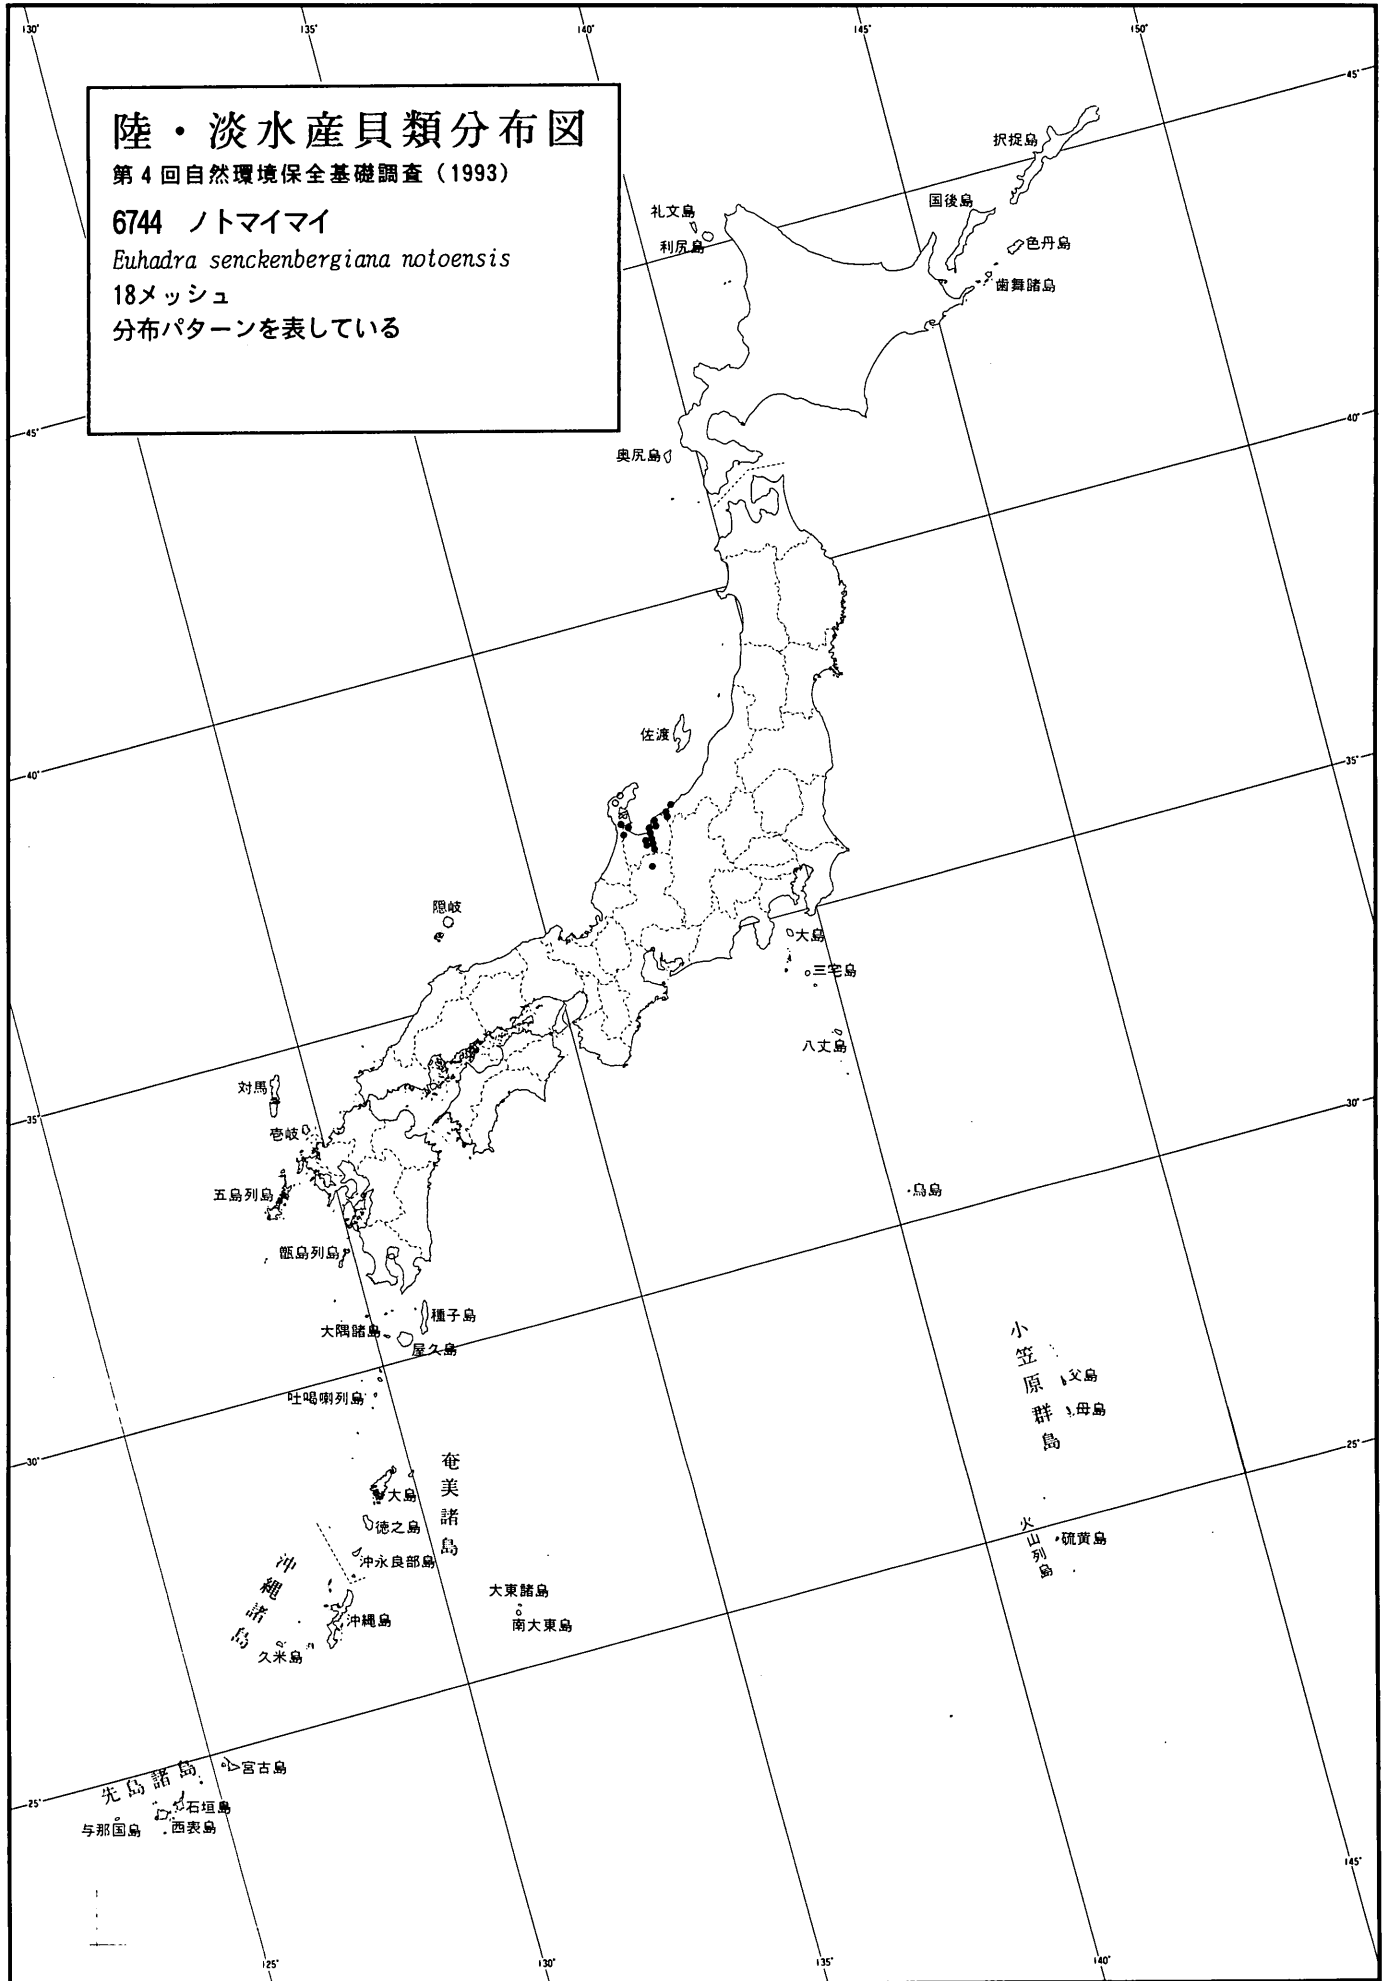 130°
135°
140°
145°
150°
陸・淡水産貝類分布図
第4回自然環境保全基礎調査(1993)
6744 ノトマイマイ
Euhadra senckenbergiana notoensis
18メッシュ
分布パターンを表している
45°
択捉島
国後島
礼文島
利尻島
色丹島
歯舞諸島
40°
45°
奥尻島
佐渡
35°
40°
隠岐
大島
三宅島
八丈島
対馬
30°
35°
壱岐
五島列島
鳥島
甑島列島
種子島
大隅諸島
屋久島
小笠原群島
父島
吐噶喇列島
母島
25°
30°
奄美諸島
大島
徳之島
火山列島
硫黄島
沖永良部島
沖縄諸島
大東諸島
沖縄島
南大東島
久米島
宮古島
先島諸島
25°
石垣島
与那国島
西表島
145°
125°
130°
135°
140°